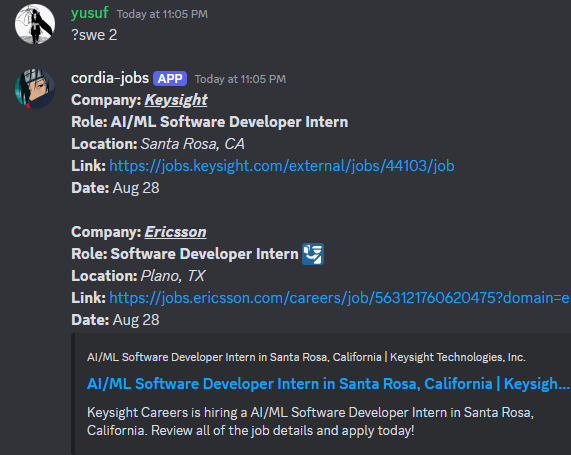 yusuf Today at 11:05 PM
?swe 2
cordia-jobs APP Today at 11:05 PM
Company: Keysight
Role: AI/ML Software Developer Intern
Location: Santa Rosa, CA
Link: https://jobs.keysight.com/external/jobs/44103/job
Date: Aug 28
Company: Ericsson
Role: Software Developer Intern 🛃
Location: Plano, TX
Link: https://jobs.ericsson.com/careers/job/563121760620475?domain=e
Date: Aug 28
AI/ML Software Developer Intern in Santa Rosa, California | Keysight Technologies, Inc.
AI/ML Software Developer Intern in Santa Rosa, California | Keysigh...
Keysight Careers is hiring a AI/ML Software Developer Intern in Santa Rosa,
California. Review all of the job details and apply today!